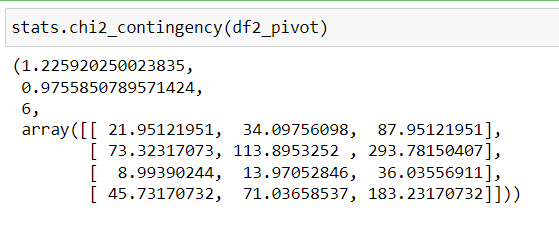 stats.chi2_contingency(df2_pivot)
(1.225920250023835,
 0.9755850789571424,
 6,
 array([[ 21.95121951,  34.09756098,  87.95121951],
        [ 73.32317073, 113.8953252 , 293.78150407],
        [  8.99390244,  13.97052846,  36.03556911],
        [ 45.73170732,  71.03658537, 183.23170732]]))